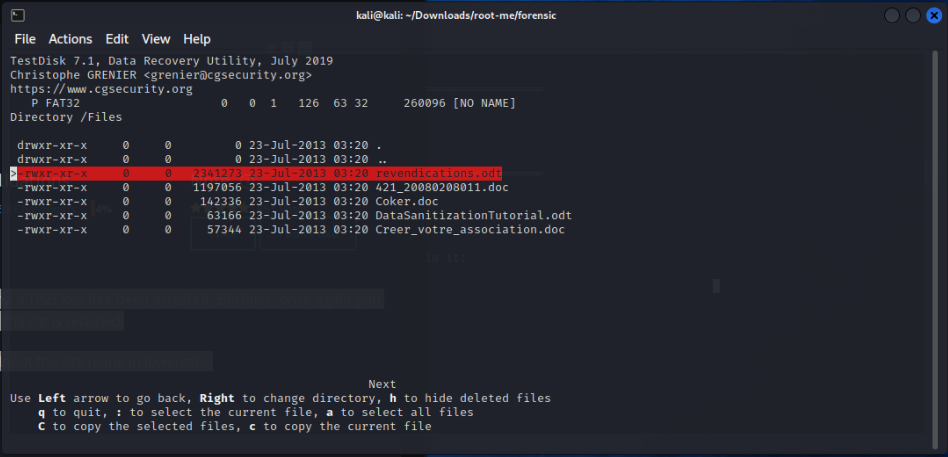 kali@kali: ~/Downloads/root-me/forensic
File Actions Edit View Help
TestDisk 7.1, Data Recovery Utility, July 2019
Christophe GRENIER <grenier@cgsecurity.org>
https://www.cgsecurity.org
P FAT32 0 0 1 126 63 32 260096 [NO NAME]
Directory /Files
drwxr-xr-x 0 0 0 23-Jul-2013 03:20 .
drwxr-xr-x 0 0 0 23-Jul-2013 03:20 ..
>-rwxr-xr-x 0 0 2341273 23-Jul-2013 03:20 revendications.odt
-rwxr-xr-x 0 0 1197056 23-Jul-2013 03:20 421_20080208011.doc
-rwxr-xr-x 0 0 142336 23-Jul-2013 03:20 Coker.doc
-rwxr-xr-x 0 0 63166 23-Jul-2013 03:20 DataSanitizationTutorial.odt
-rwxr-xr-x 0 0 57344 23-Jul-2013 03:20 Creer_votre_association.doc
in it:
Next
Use Left arrow to go back, Right to change directory, h to hide deleted files
q to quit, : to select the current file, a to select all files
C to copy the selected files, c to copy the current file